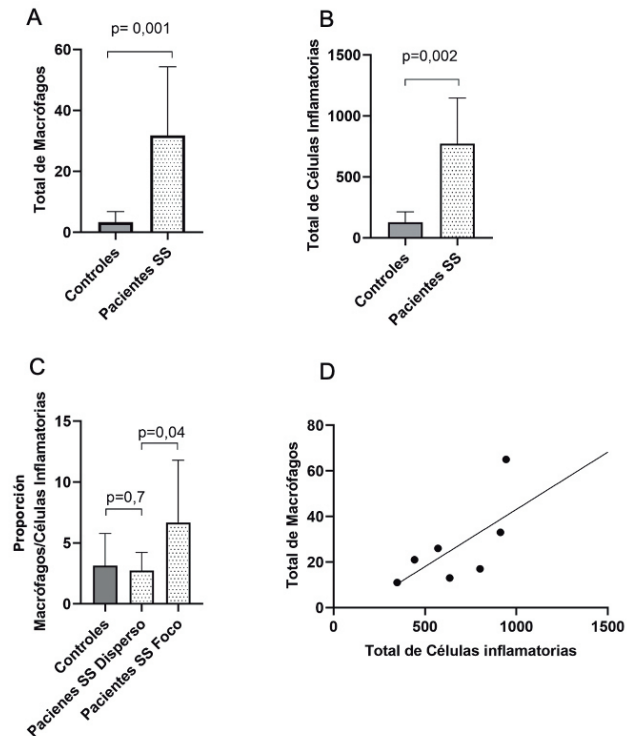 A
p= 0,001
Total de Macrófagos
60
40
20
0
Controles
Pacientes SS
B
p=0,002
Total de Células Inflamatorias
1500
1000
500
0
Controles
Pacientes SS
C
p=0,04
p=0,7
Proporción
Macrófagos/Células Inflamatorias
15
10
5
0
Controles
Pacienes SS Disperso
Pacientes SS Foco
D
Total de Macrófagos
80
60
40
20
0
0
500
1000
1500
Total de Células inflamatorias